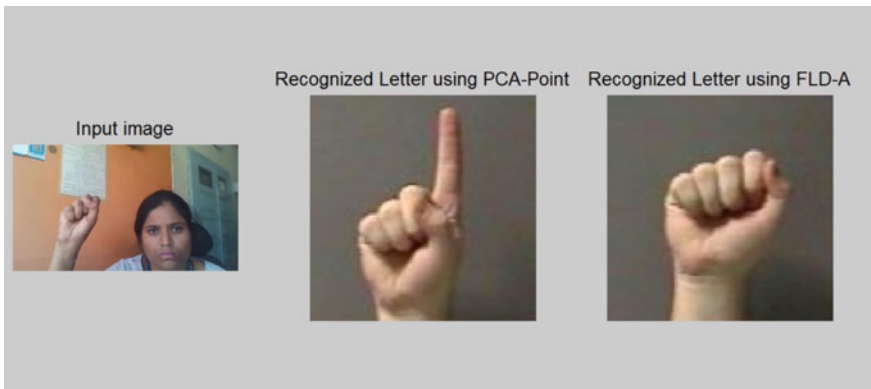 Input image
Recognized Letter using PCA-Point
Recognized Letter using FLD-A